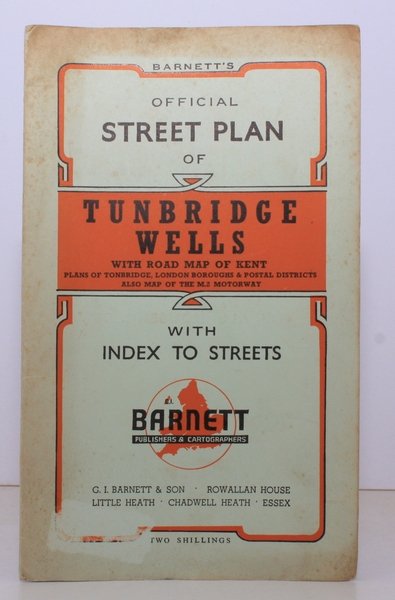 BARNETT'S
OFFICIAL
STREET PLAN
OF
TUNBRIDGE
WELLS
WITH ROAD MAP OF KENT
PLANS OF TONBRIDGE, LONDON BOROUGHS & POSTAL DISTRICTS
ALSO MAP OF THE M.2 MOTORWAY
WITH
INDEX TO STREETS
BARNETT
PUBLISHERS & CARTOGRAPHERS
G. I. BARNETT & SON · ROWALLAN HOUSE
LITTLE HEATH · CHADWELL HEATH · ESSEX
TWO SHILLINGS